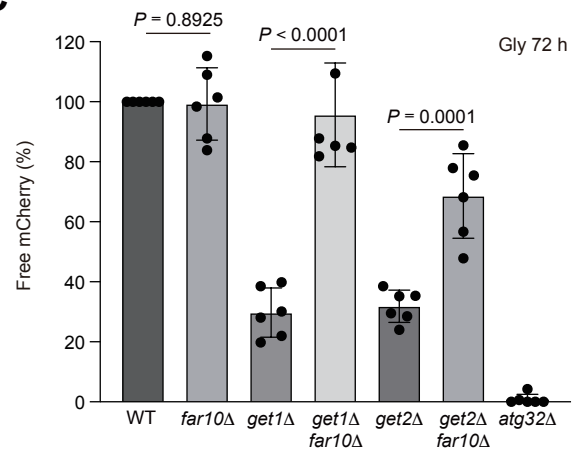 P = 0.8925
P < 0.0001
Gly 72 h
P = 0.0001
Free mCherry (%)
120
100
80
60
40
20
0
WT
far10Δ
get1Δ
get1Δ
far10Δ
get2Δ
get2Δ
far10Δ
atg32Δ